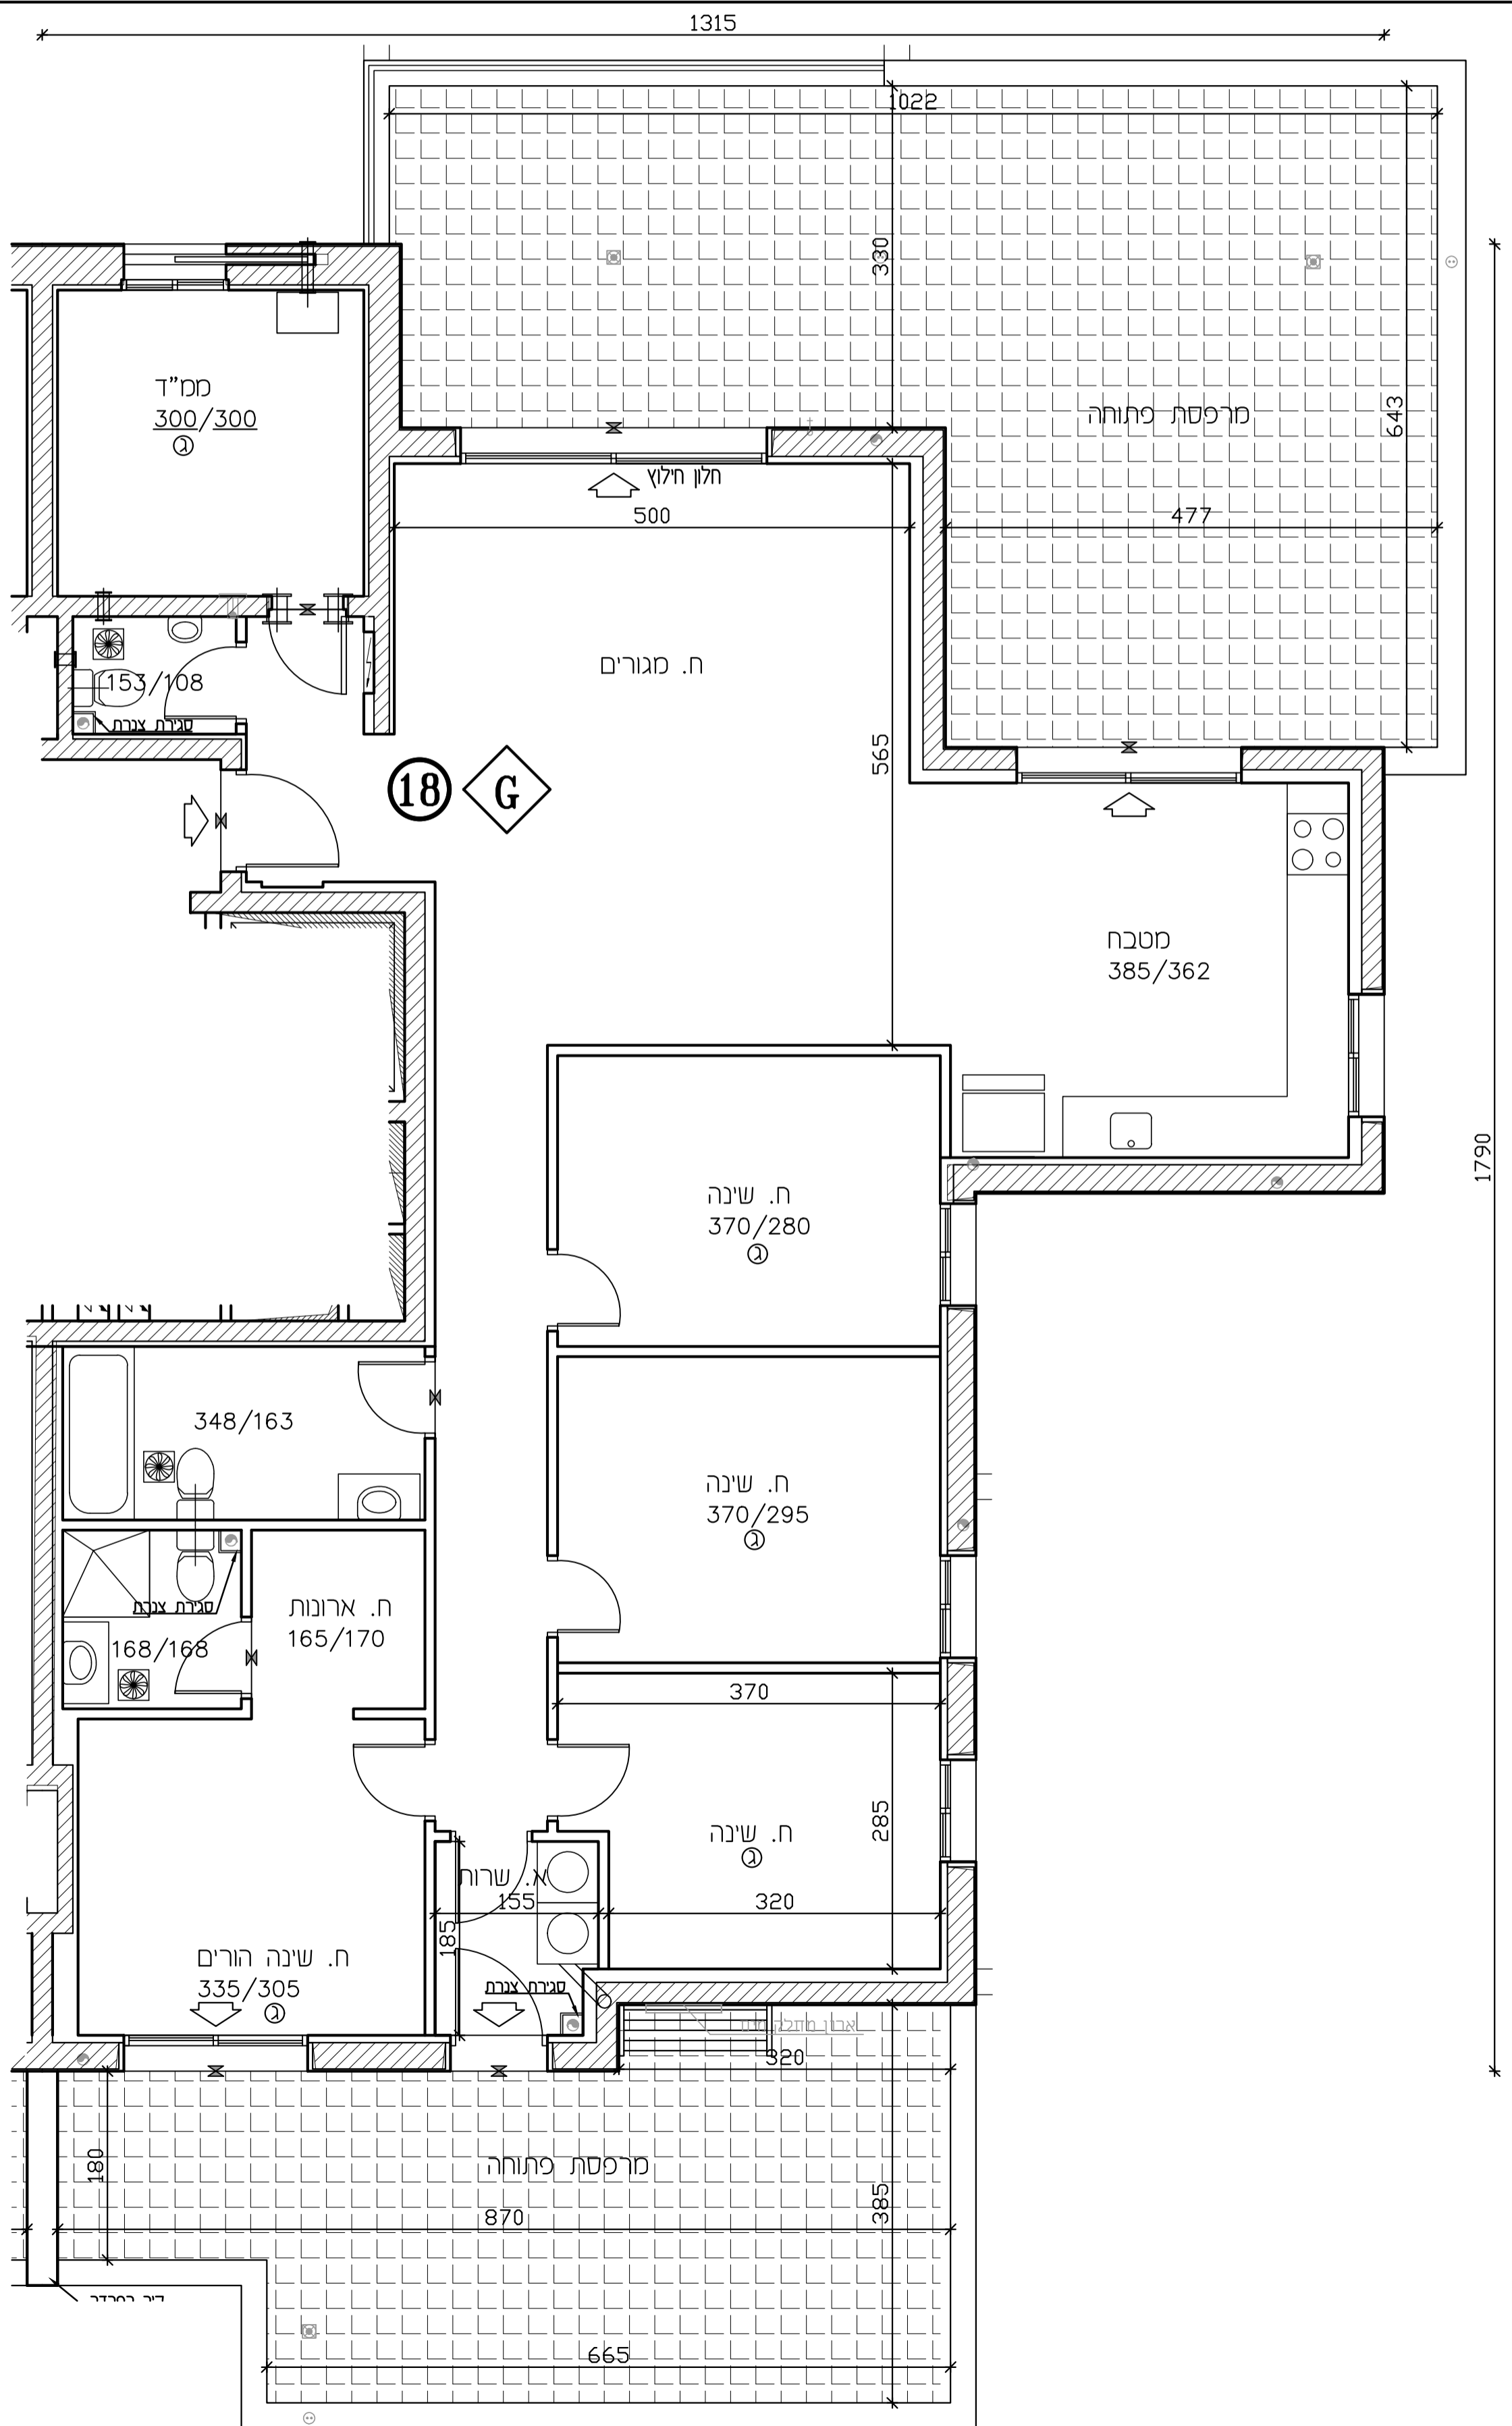 1315
1022
330
643
ממ"ד
300/300
ג
מרפסת פתוחה
חלון חילוץ
500
477
153/108
סגירת צנרת
ח. מגורים
565
18
G
מטבח
385/362
1790
ח. שינה
370/280
ג
348/163
ח. שינה
370/295
ג
סגירת צנרת
168/168
ח. ארונות
165/170
370
285
ח. שינה
ג
א. שרות
155
320
185
ח. שינה הורים
335/305
ג
סגירת צנרת
ארון מחלק מים
320
180
מרפסת פתוחה
870
385
665